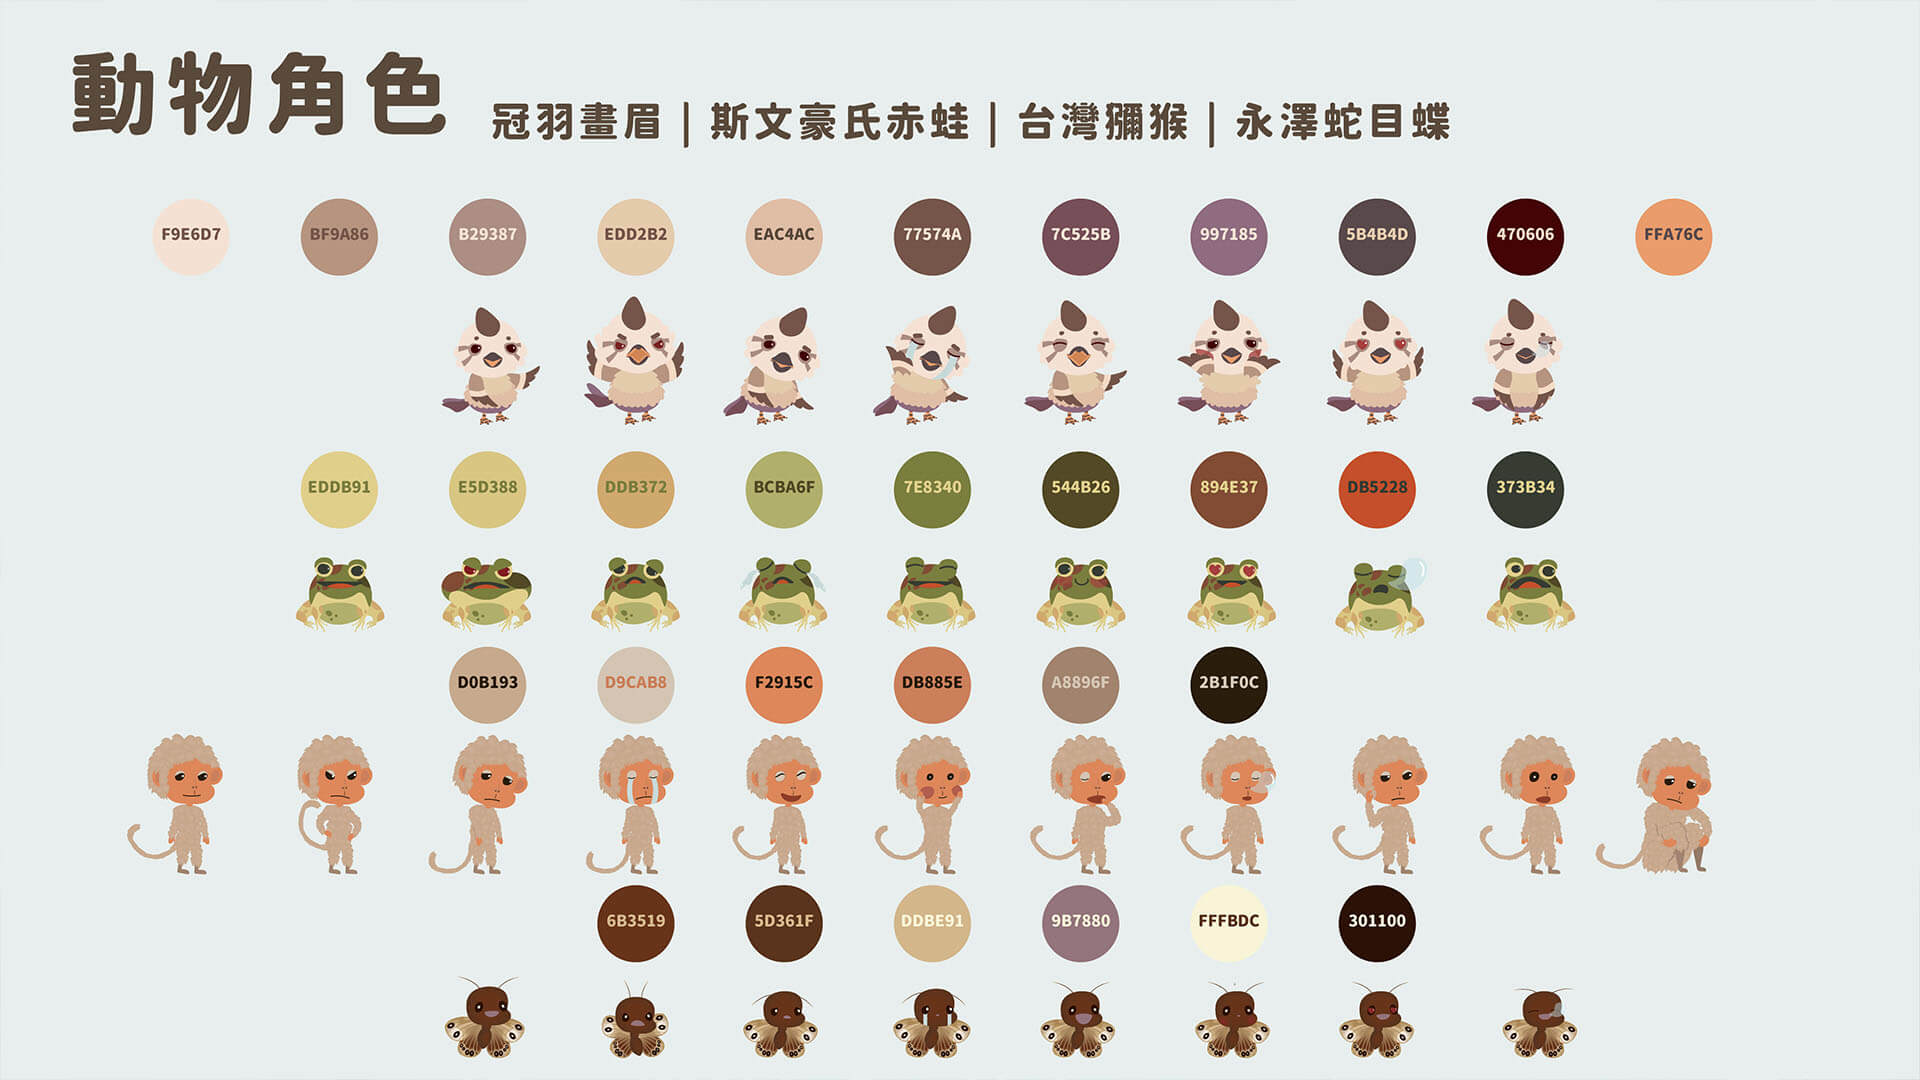 動物角色 冠羽畫眉 | 斯文豪氏赤蛙 | 台灣獼猴 | 永澤蛇目蝶
F9E6D7 BF9A86 B29387 EDD2B2 EAC4AC 77574A 7C525B 997185 5B4B4D 470606 FFA76C
EDDB91 E5D388 DDB372 BCBA6F 7E8340 544B26 894E37 DB5228 373B34
D0B193 D9CAB8 F2915C DB885E A8896F 2B1F0C
6B3519 5D361F DDBE91 9B7880 FFFBDC 301100